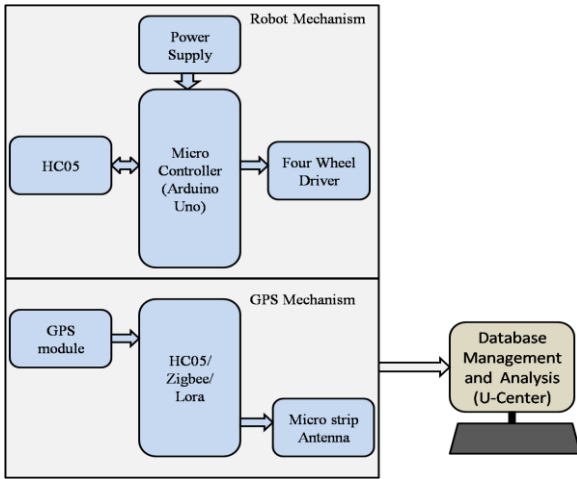 Robot Mechanism
Power
Supply
HC05
Micro
Controller
(Arduino
Uno)
Four Wheel
Driver
GPS Mechanism
GPS
module
HC05/
Zigbee/
Lora
Micro strip
Antenna
Database
Management
and Analysis
(U-Center)